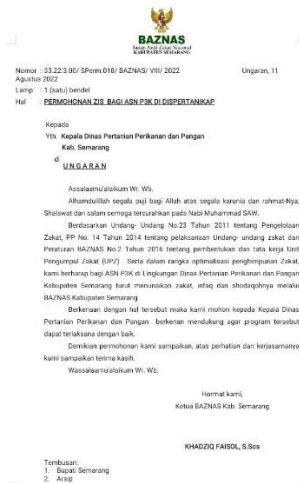 BAZNAS
Badan Amil Zakat Nasional
KABUPATEN SEMARANG
Nomor : 33.22.3.00/ SPerm.018/ BAZNAS/ VIII/ 2022 Ungaran, 11
Agustus 2022
Lamp : 1 (satu) bendel
Hal : PERMOHONAN ZIS BAGI ASN P3K DI DISPERTANIKAP
Kepada
Yth. Kepala Dinas Pertanian Perikanan dan Pangan
Kab. Semarang
d
UNGARAN
Assalaamu'alaikum Wr. Wb.
Alhamdulillah segala puji bagi Allah atas segala karunia dan rahmat-Nya,
Shalawat dan salam semoga tercurahkan pada Nabi Muhammad SAW.
Berdasarkan Undang- Undang No.23 Tahun 2011 tentang Pengelolaan
Zakat, PP No. 14 Tahun 2014 tentang pelaksanaan Undang- undang zakat dan
Peraturan BAZNAS No.2 Tahun 2016 tentang pembentukan dan tata kerja Unit
Pengumpul Zakat (UPZ) . Serta dalam rangka optimalisasi penghimpunan Zakat,
kami berharap bagi ASN P3K di Lingkungan Dinas Pertanian Perikanan dan Pangan
Kabupaten Semarang turut menunaikan zakat, infaq dan shodaqohnya melalui
BAZNAS Kabupaten Semarang
Berkenaan dengan hal tersebut maka kami mohon kepada Kepala Dinas
Pertanian Perikanan dan Pangan berkenan mendukung agar program tersebut
dapat terlaksana dengan baik.
Demikian permohonan kami sampaikan, atas perhatian dan kerjasamanya
kami sampaikan terima kasih.
Wassalaamu'alaikum Wr. Wb.
Hormat kami,
Ketua BAZNAS Kab. Semarang
KHADZIQ FAISOL, S.Sos
Tembusan:
1. Bupati Semarang
2. Arsip